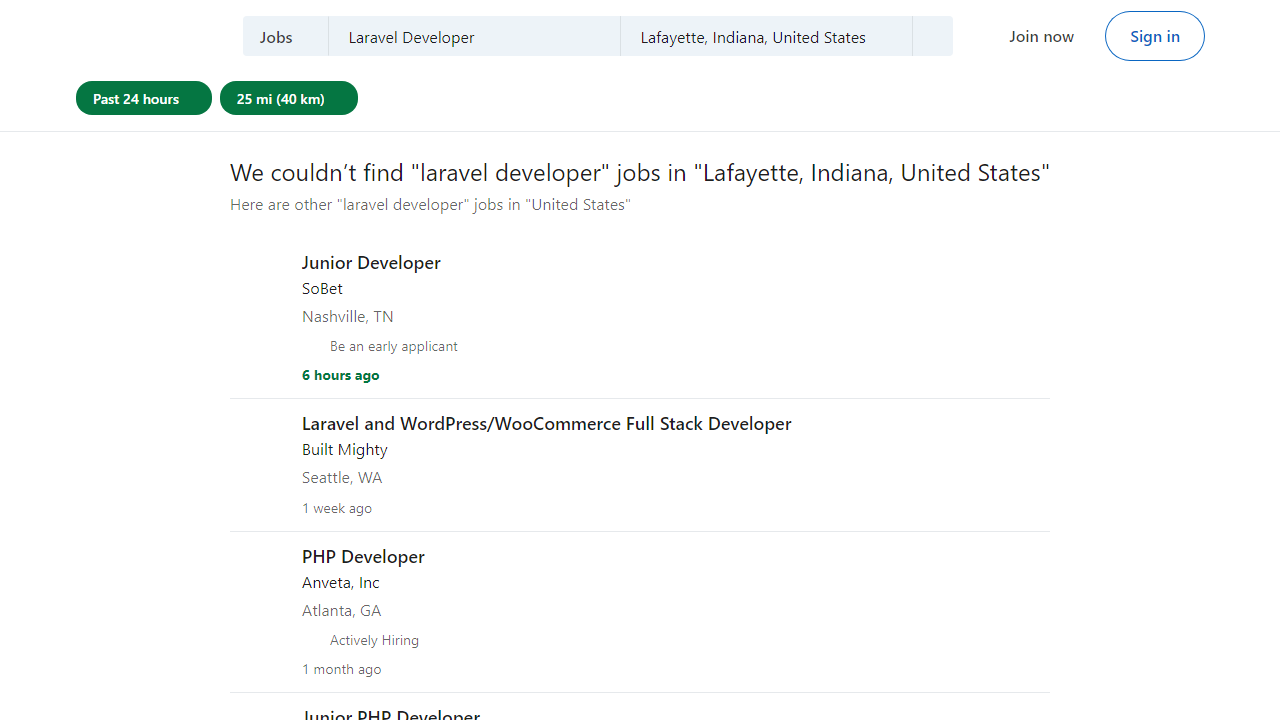 Jobs
Laravel Developer
Lafayette, Indiana, United States
Join now
Sign in
Past 24 hours
25 mi (40 km)
We couldn’t find "laravel developer" jobs in "Lafayette, Indiana, United States"
Here are other "laravel developer" jobs in "United States"
Junior Developer
SoBet
Nashville, TN
Be an early applicant
6 hours ago
Laravel and WordPress/WooCommerce Full Stack Developer
Built Mighty
Seattle, WA
1 week ago
PHP Developer
Anveta, Inc
Atlanta, GA
Actively Hiring
1 month ago
Junior PHP Developer